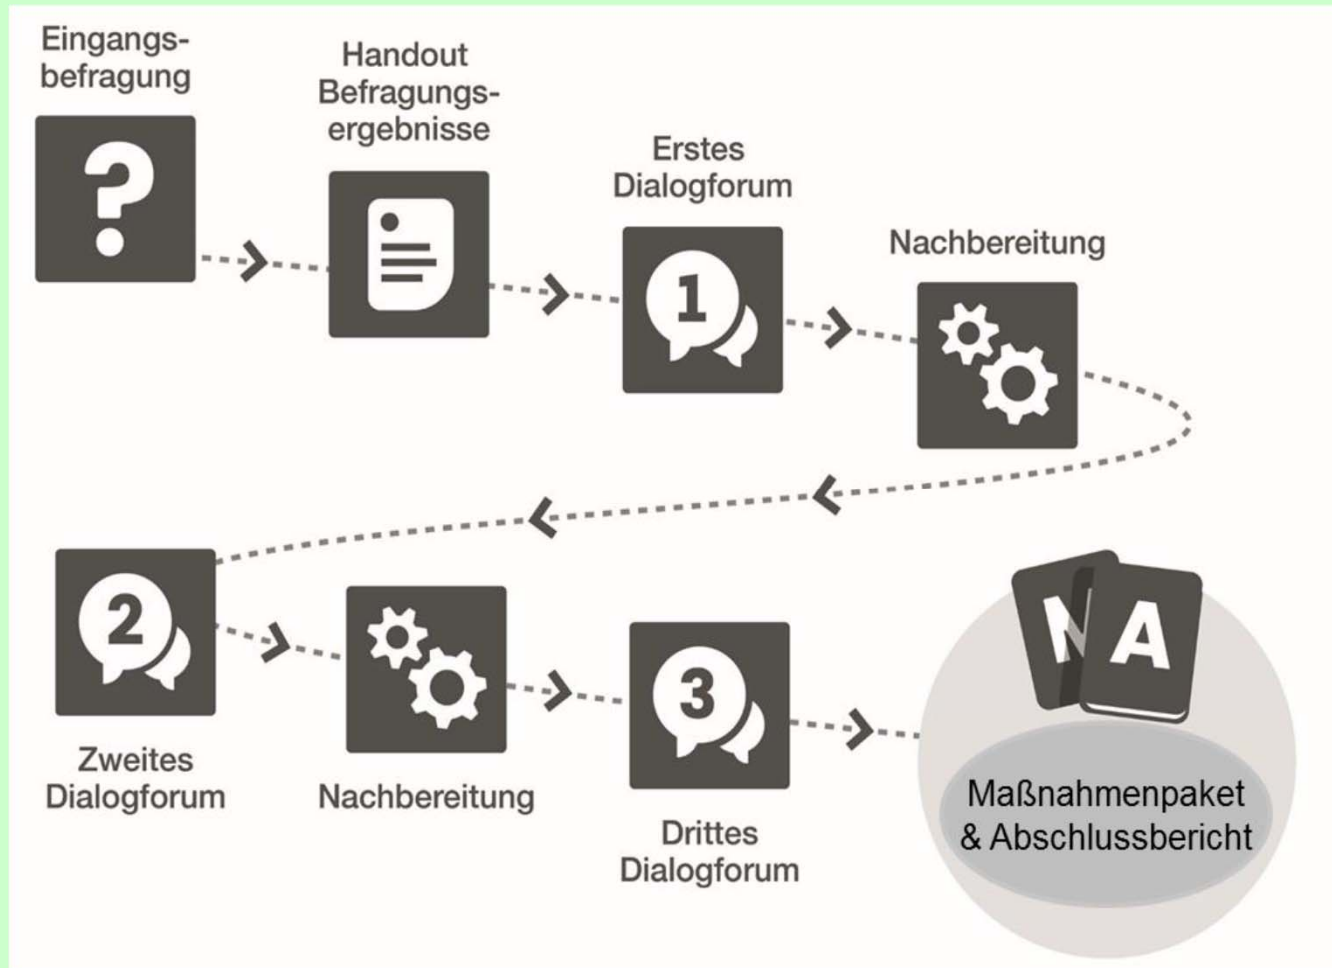 Eingangs-
befragung
Handout
Befragungs-
ergebnisse
Erstes
Dialogforum
1
Nachbereitung
2
Zweites
Dialogforum
Nachbereitung
3
Drittes
Dialogforum
N A
Maßnahmenpaket
& Abschlussbericht